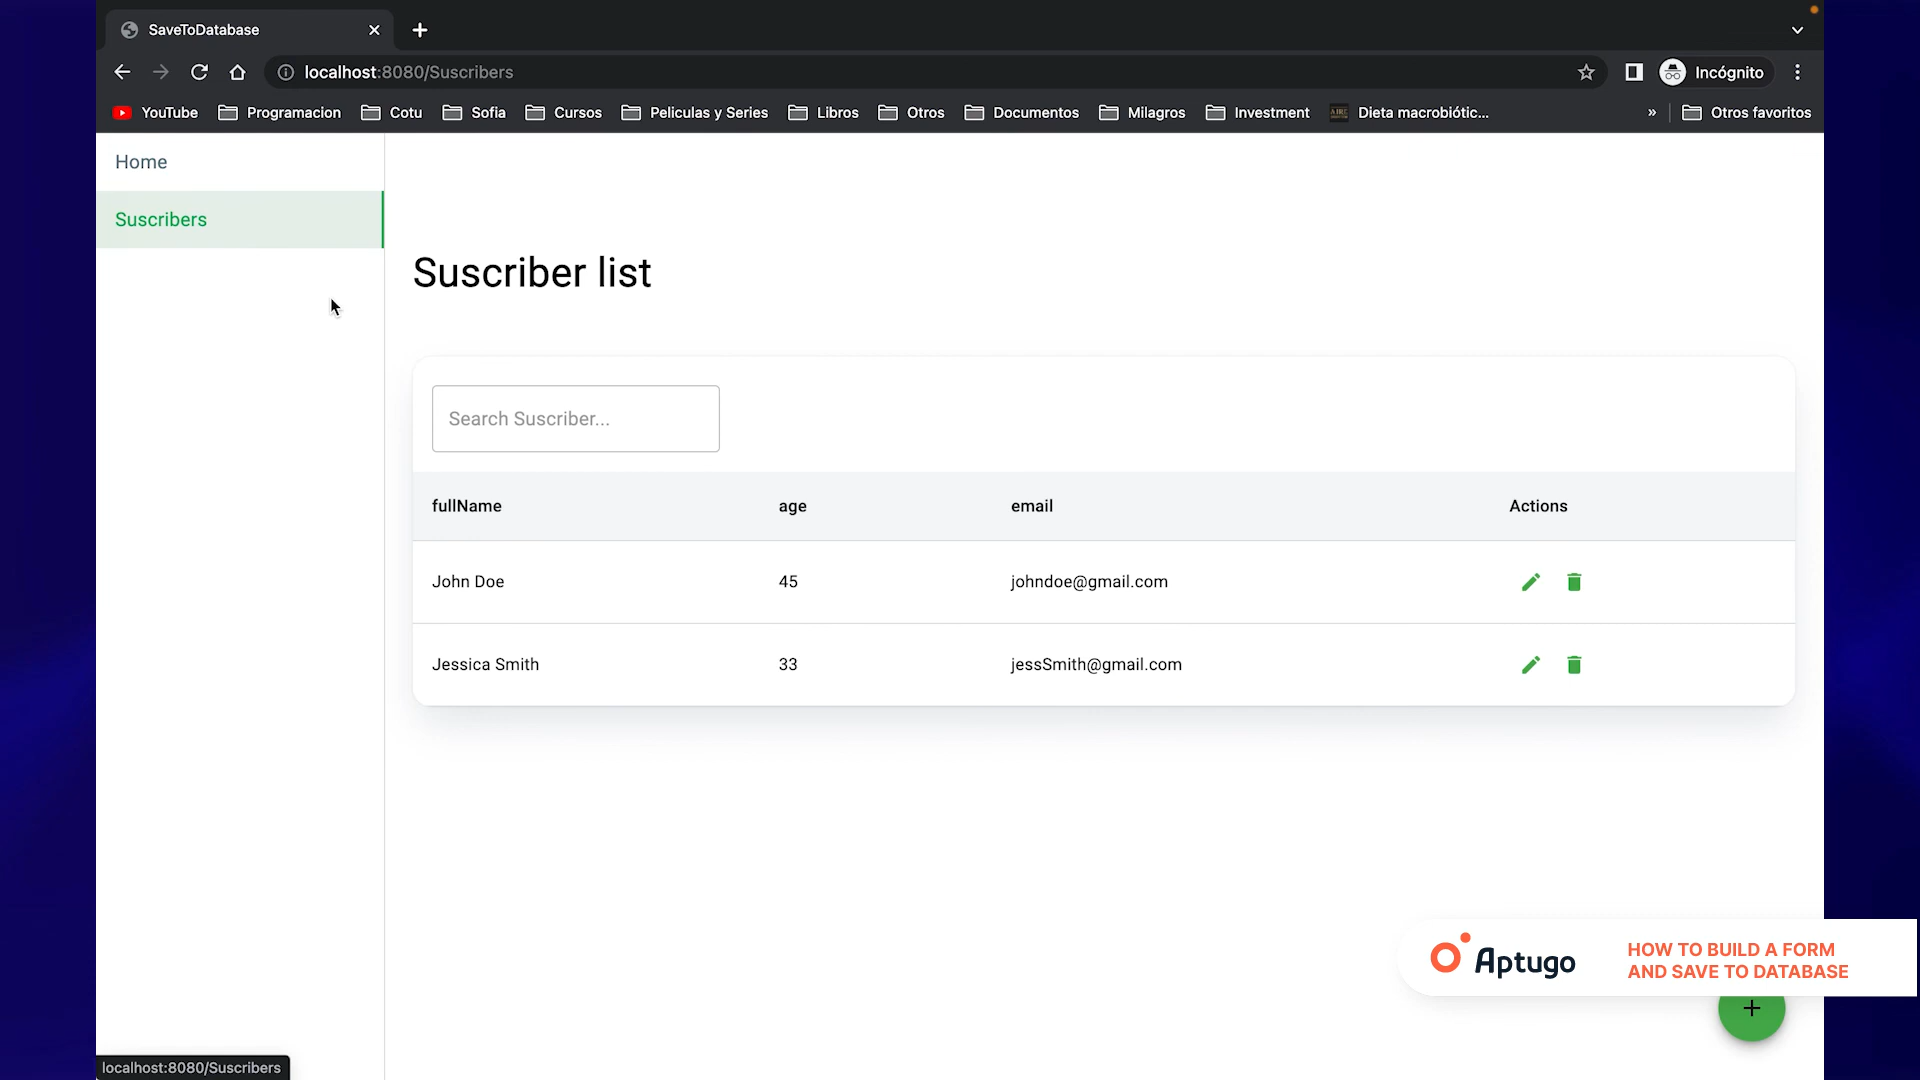 SaveToDatabase
localhost:8080/Suscribers
Incógnito
YouTube
Programacion
Cotu
Sofia
Cursos
Peliculas y Series
Libros
Otros
Documentos
Milagros
Investment
Dieta macrobiótic...
»
Otros favoritos
Home
Suscribers
Suscriber list
Search Suscriber...
fullName age email Actions
John Doe 45 johndoe@gmail.com
Jessica Smith 33 jessSmith@gmail.com
Aptugo
HOW TO BUILD A FORM
AND SAVE TO DATABASE
+
localhost:8080/Suscribers